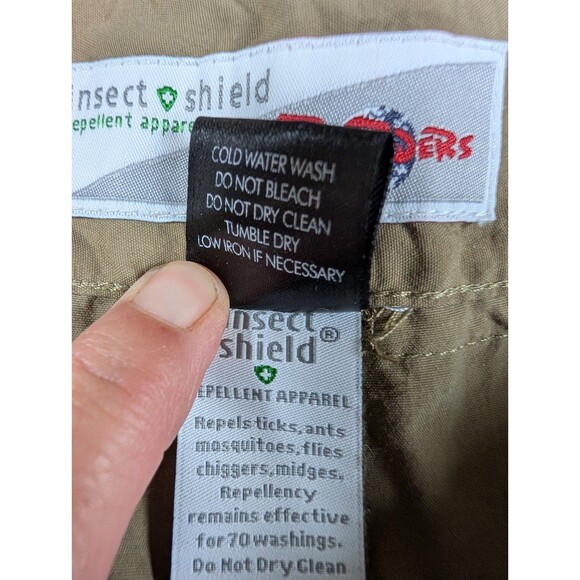 insect shield
repellent appare
DERS
COLD WATER WASH
DO NOT BLEACH
DO NOT DRY CLEAN
TUMBLE DRY
LOW IRON IF NECESSARY
insect
shield®
REPELLENT APPAREL
Repels ticks, ants
mosquitoes, flies
chiggers, midges.
Repellency
remains effective
for 70 washings.
Do Not Dry Clean